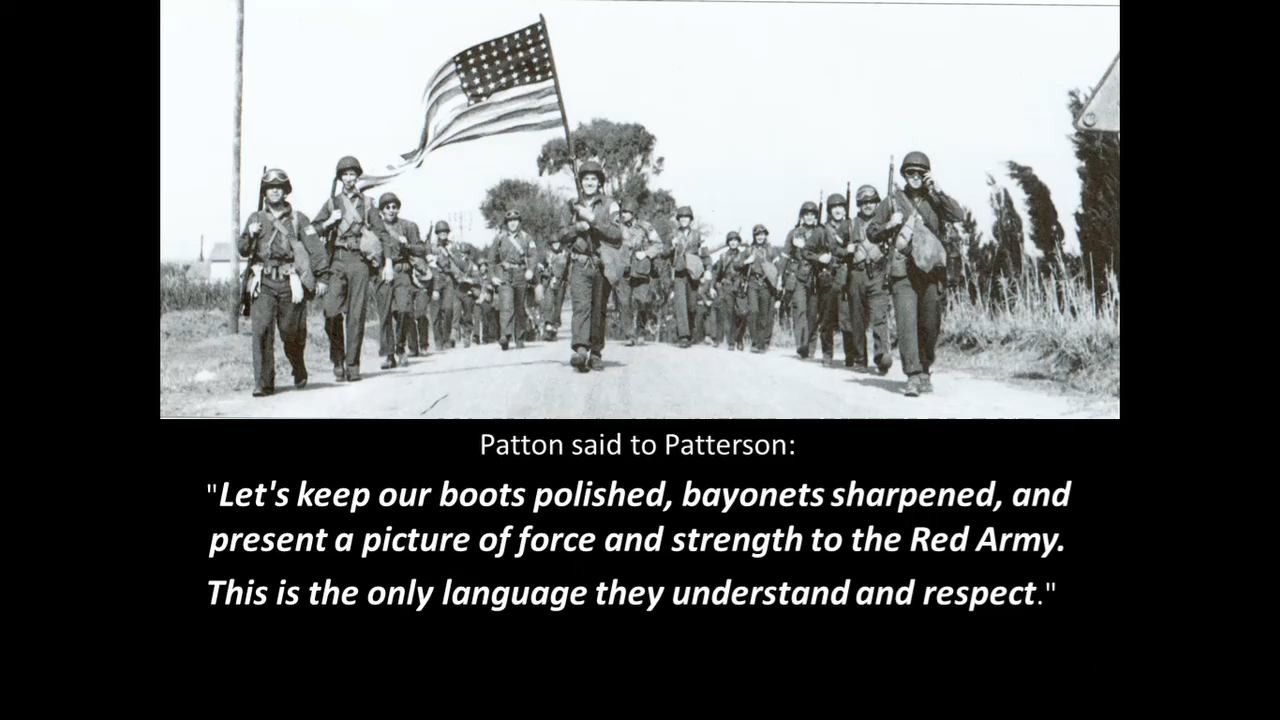 Patton said to Patterson:
"Let's keep our boots polished, bayonets sharpened, and
present a picture of force and strength to the Red Army.
This is the only language they understand and respect."